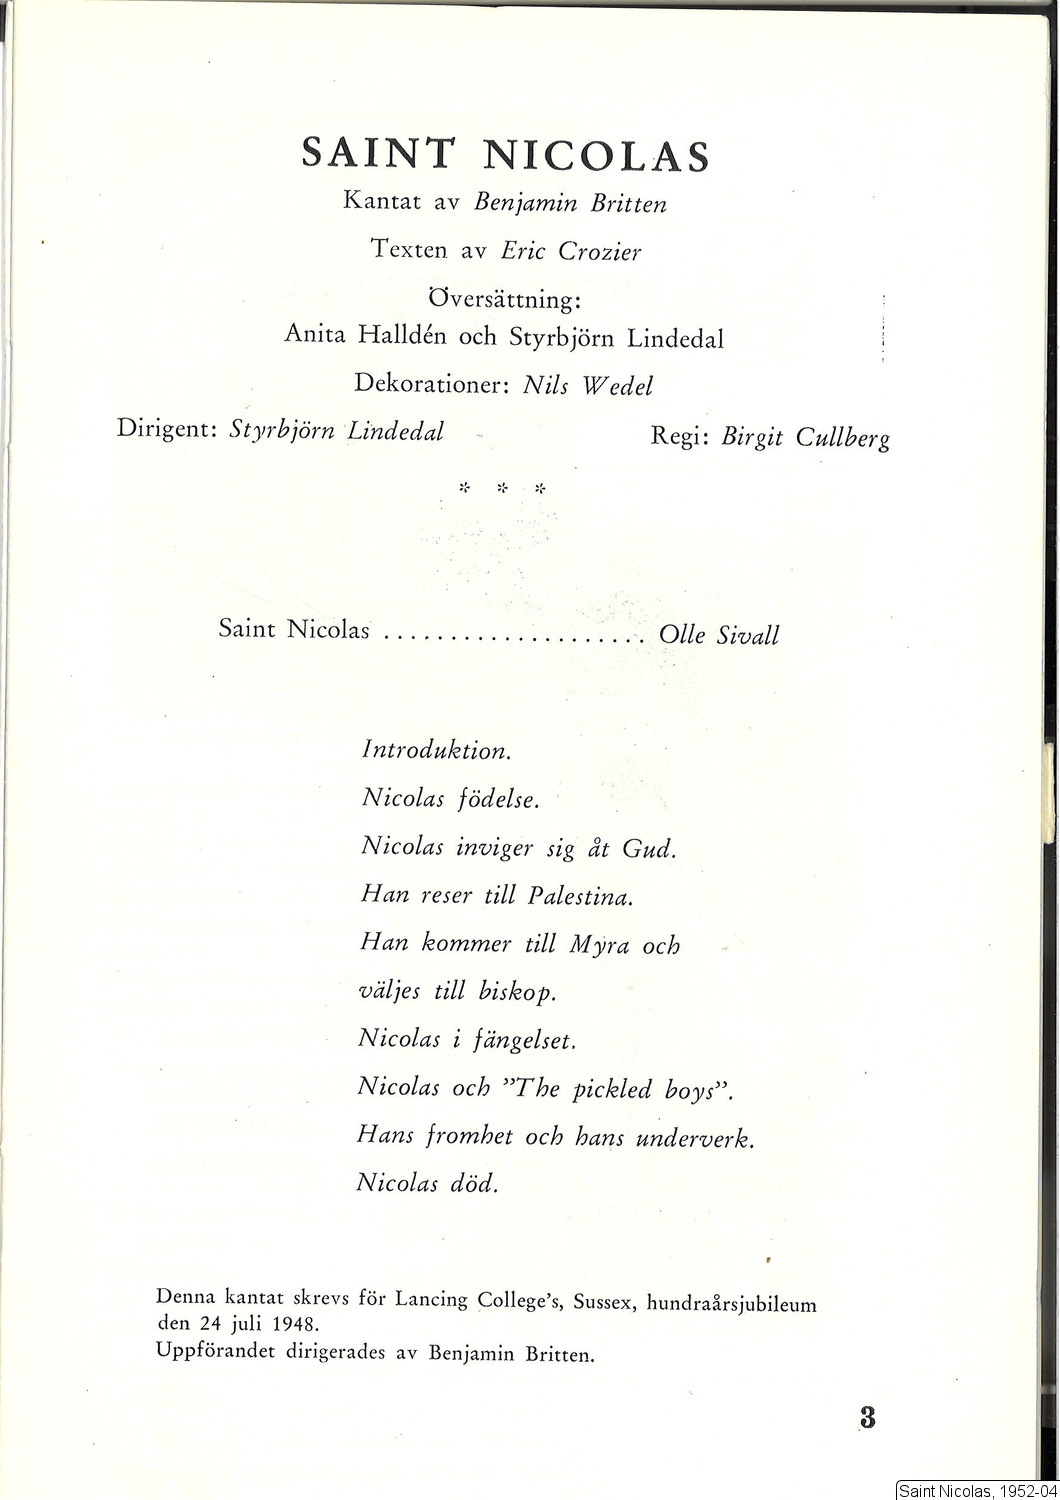 SAINT NICOLAS
Kantat av Benjamin Britten
Texten av Eric Crozier
Översättning:
Anita Halldén och Styrbjörn Lindedal
Dekorationer: Nils Wedel
Dirigent: Styrbjörn Lindedal Regi: Birgit Cullberg
* * *
Saint Nicolas .................... Olle Sivall
Introduktion.
Nicolas födelse.
Nicolas inviger sig åt Gud.
Han reser till Palestina.
Han kommer till Myra och
väljes till biskop.
Nicolas i fängelset.
Nicolas och ”The pickled boys”.
Hans fromhet och hans underverk.
Nicolas död.
Denna kantat skrevs för Lancing College's, Sussex, hundraårsjubileum
den 24 juli 1948.
Uppförandet dirigerades av Benjamin Britten.
3
Saint Nicolas, 1952-04